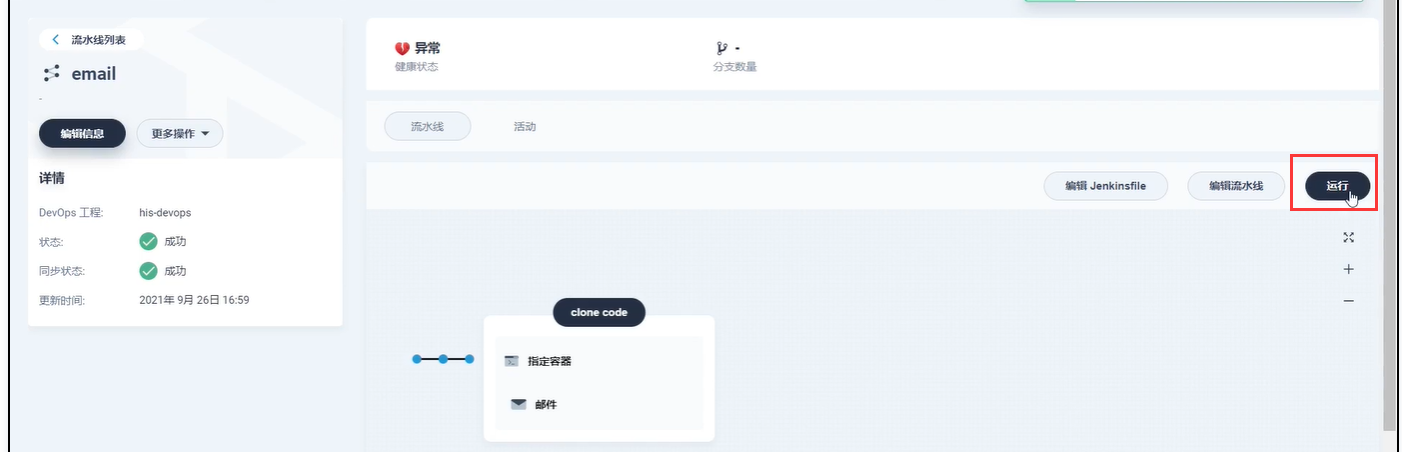 流水线列表
email
-
编辑信息
更多操作
详情
DevOps 工程:
his-devops
状态:
成功
同步状态:
成功
更新时间:
2021年 9月 26日 16:59
异常
健康状态
-
分支数量
流水线
活动
编辑 Jenkinsfile
编辑流水线
运行
clone code
指定容器
邮件